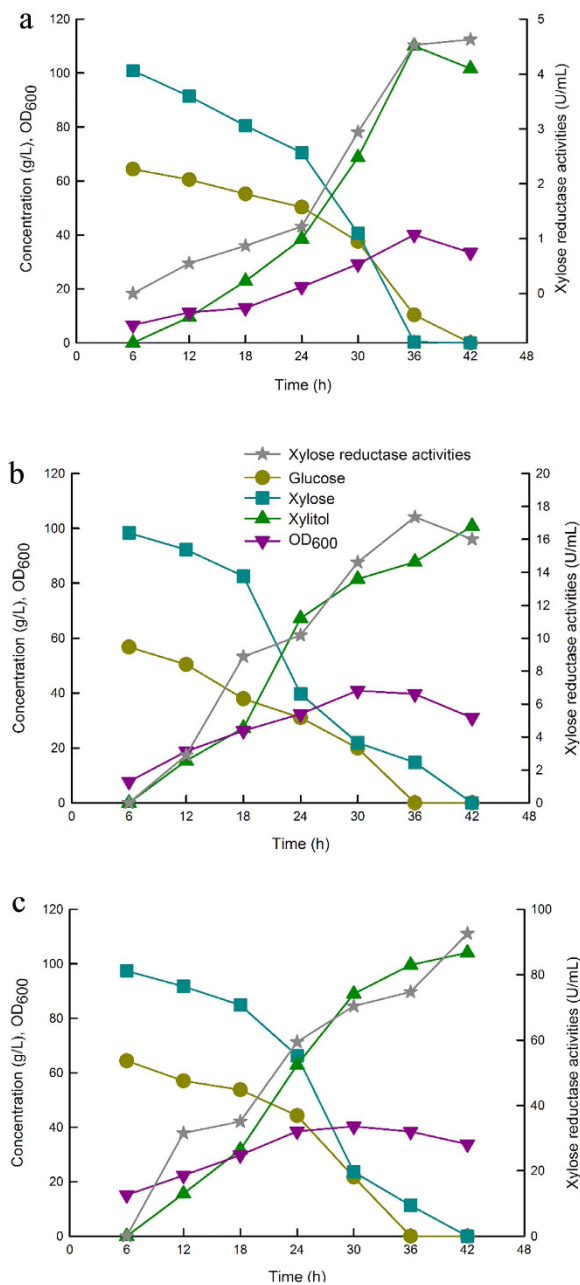 a
120
100
80
60
40
20
0
Concentration (g/L), OD600
5
4
3
2
1
0
Xylose reductase activities (U/mL)
0 6 12 18 24 30 36 42 48
Time (h)
b
Xylose reductase activities
Glucose
Xylose
Xylitol
OD600
120
100
80
60
40
20
0
Concentration (g/L), OD600
20
18
16
14
12
10
8
6
4
2
0
Xylose reductase activities (U/mL)
0 6 12 18 24 30 36 42 48
Time (h)
c
120
100
80
60
40
20
0
Concentration (g/L), OD600
100
80
60
40
20
0
Xylose reductase activities (U/mL)
0 6 12 18 24 30 36 42 48
Time (h)